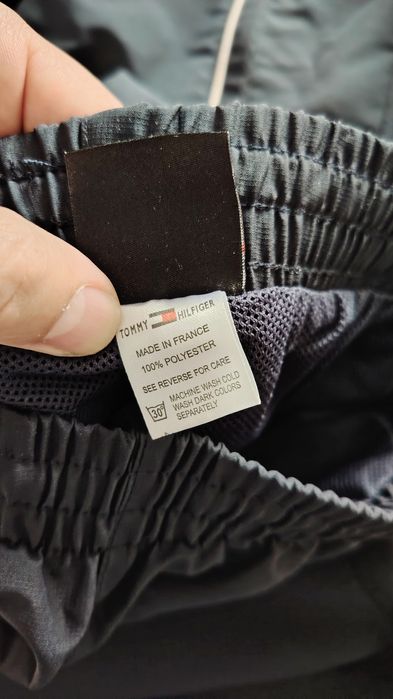 TOMMY HILFIGER
MADE IN FRANCE
100% POLYESTER
SEE REVERSE FOR CARE
30° MACHINE WASH COLD
WASH DARK COLORS
SEPARATELY